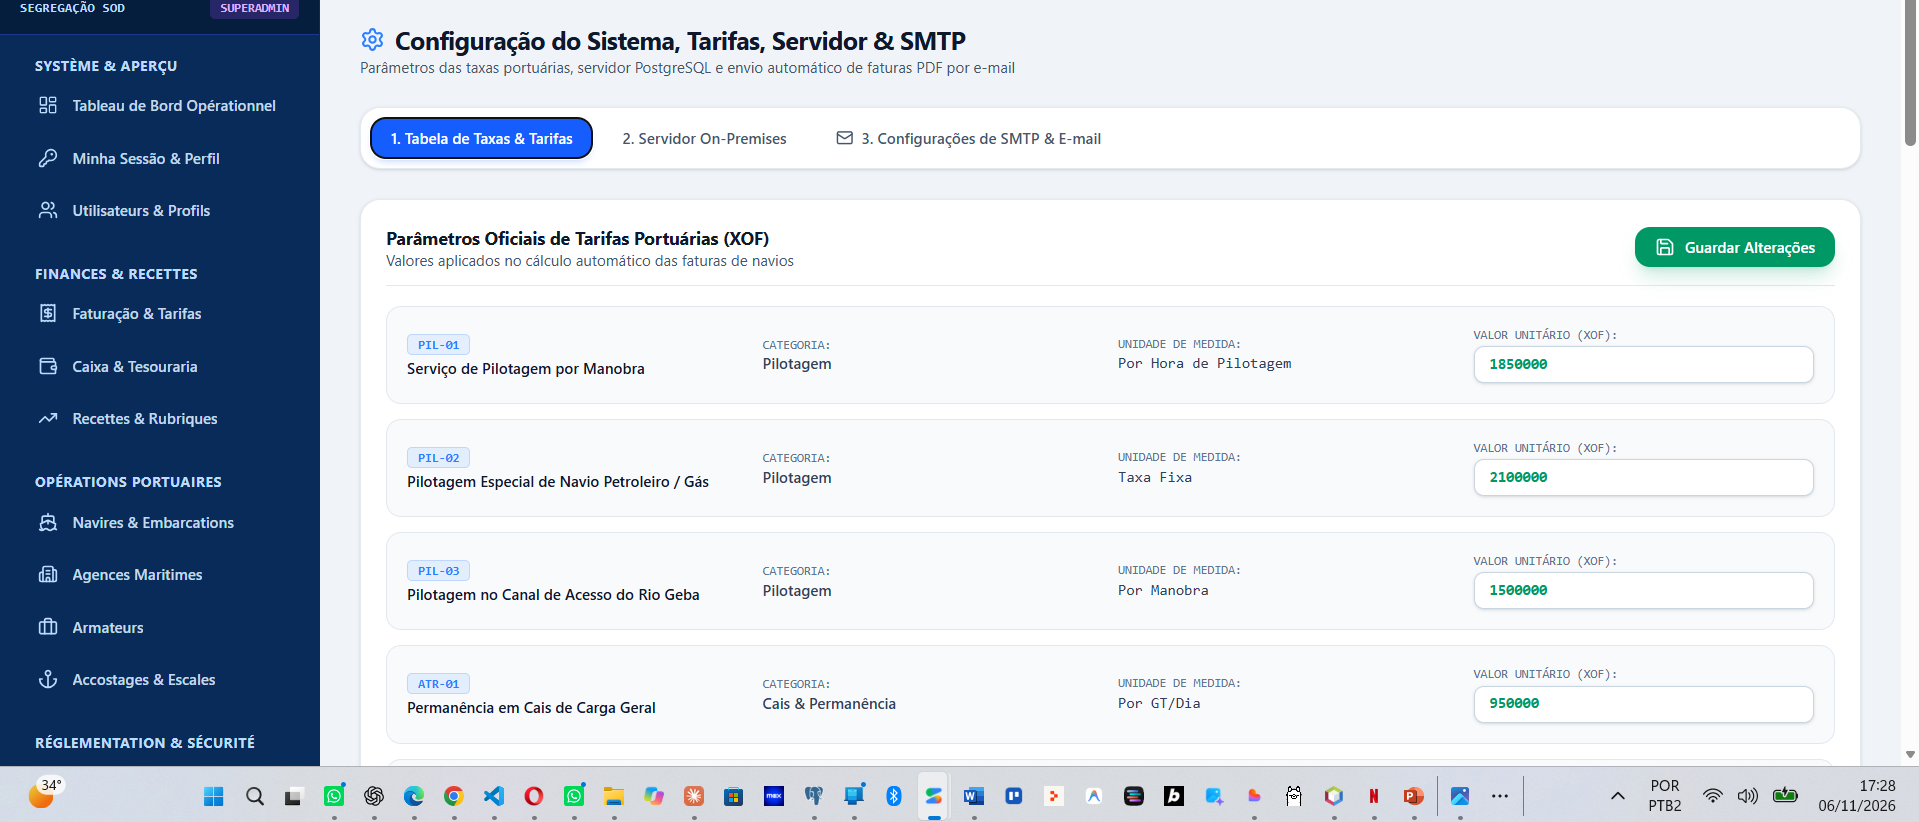 SEGREGAÇÃO SOD
SUPERADMIN
SYSTÈME & APERÇU
Tableau de Bord Opérationnel
Minha Sessão & Perfil
Utilisateurs & Profils
FINANCES & RECETTES
Faturação & Tarifas
Caixa & Tesouraria
Recettes & Rubriques
OPÉRATIONS PORTUAIRES
Navires & Embarcations
Agences Maritimes
Armateurs
Accostages & Escales
RÉGLEMENTATION & SÉCURITÉ
Configuração do Sistema, Tarifas, Servidor & SMTP
Parâmetros das taxas portuárias, servidor PostgreSQL e envio automático de faturas PDF por e-mail
1. Tabela de Taxas & Tarifas
2. Servidor On-Premises
3. Configurações de SMTP & E-mail
Parâmetros Oficiais de Tarifas Portuárias (XOF)
Valores aplicados no cálculo automático das faturas de navios
Guardar Alterações
PIL-01
Serviço de Pilotagem por Manobra
CATEGORIA:
Pilotagem
UNIDADE DE MEDIDA:
Por Hora de Pilotagem
VALOR UNITÁRIO (XOF):
1850000
PIL-02
Pilotagem Especial de Navio Petroleiro / Gás
CATEGORIA:
Pilotagem
UNIDADE DE MEDIDA:
Taxa Fixa
VALOR UNITÁRIO (XOF):
2100000
PIL-03
Pilotagem no Canal de Acesso do Rio Geba
CATEGORIA:
Pilotagem
UNIDADE DE MEDIDA:
Por Manobra
VALOR UNITÁRIO (XOF):
1500000
ATR-01
Permanência em Cais de Carga Geral
CATEGORIA:
Cais & Permanência
UNIDADE DE MEDIDA:
Por GT/Dia
VALOR UNITÁRIO (XOF):
950000
34°
max
POR
PTB2
17:28
06/11/2026